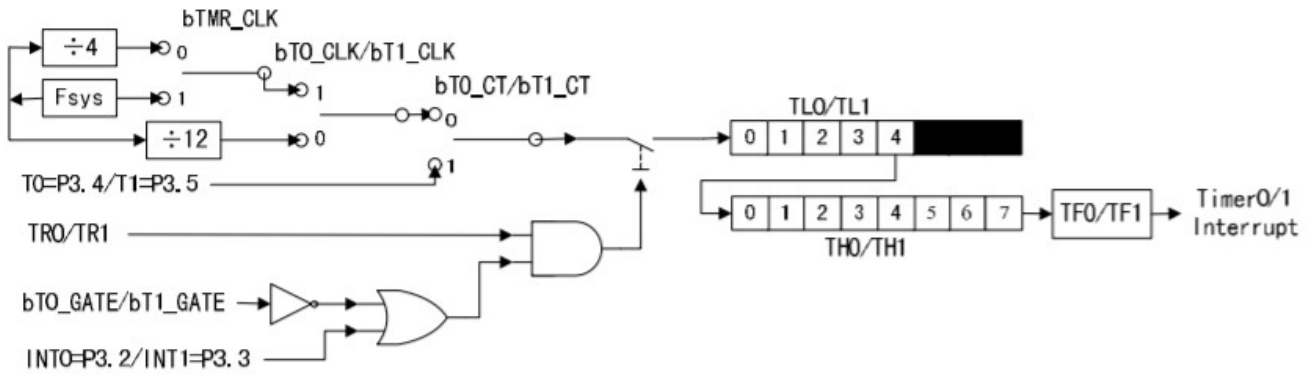 bTMR_CLK
÷4
0
bT0_CLK/bT1_CLK
Fsys
1
1
bT0_CT/bT1_CT
0
÷12
0
TL0/TL1
0 1 2 3 4
T0=P3.4/T1=P3.5
1
TR0/TR1
0 1 2 3 4 5 6 7
TH0/TH1
TF0/TF1
Timer0/1
Interrupt
bT0_GATE/bT1_GATE
INT0=P3.2/INT1=P3.3